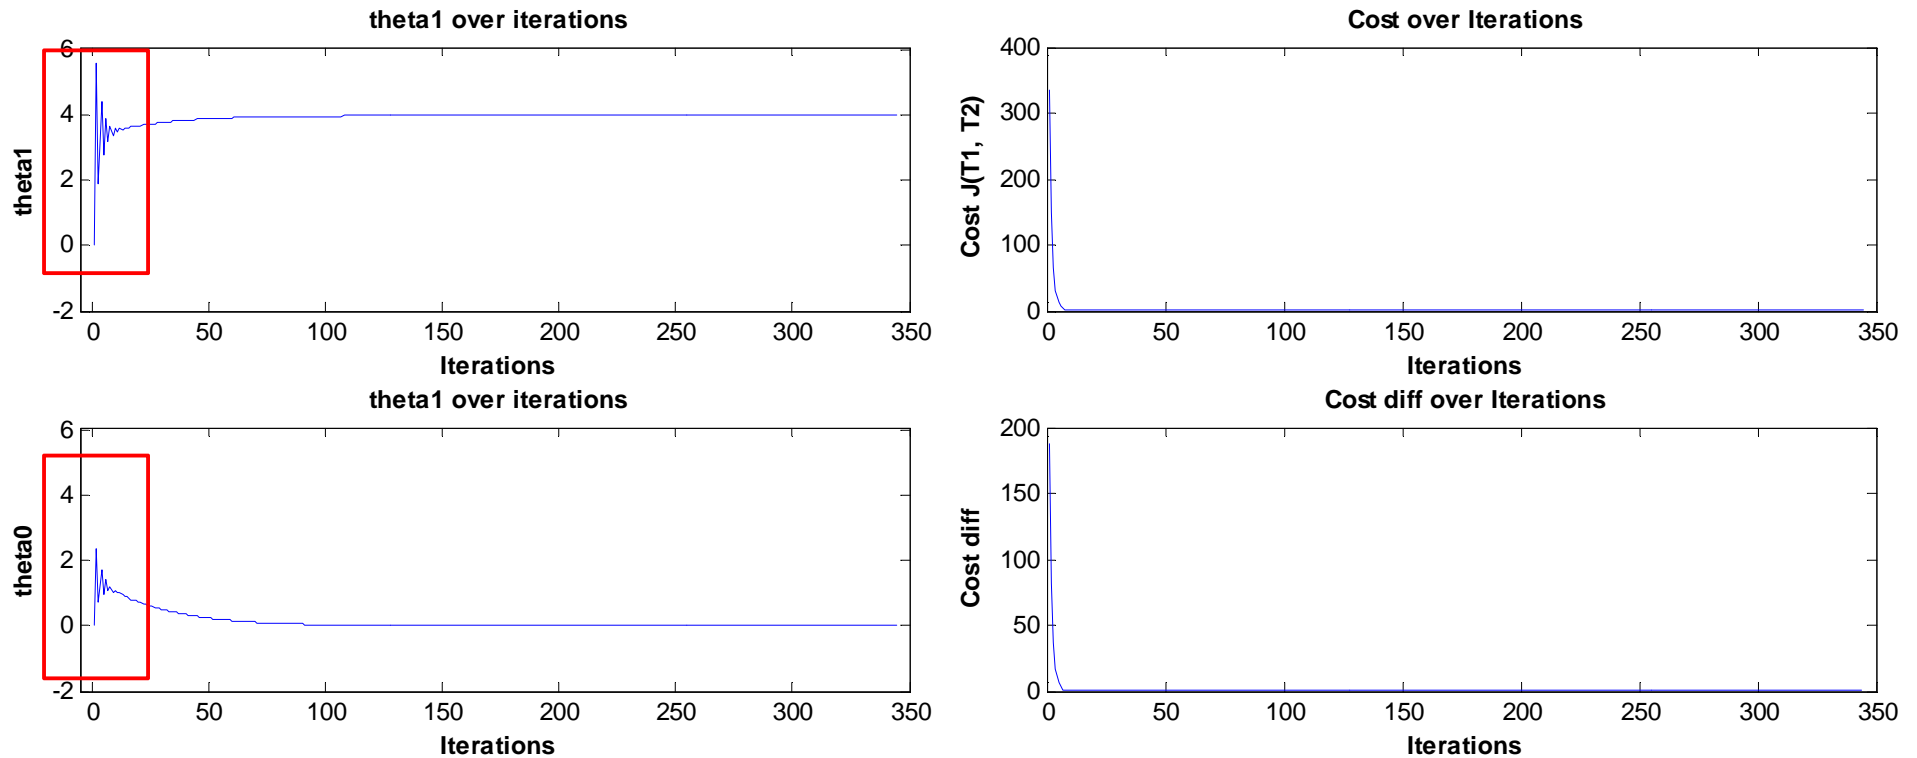 theta1 over iterations
6
4
2
0
-2
theta1
0 50 100 150 200 250 300 350
Iterations
Cost over Iterations
400
300
200
100
0
Cost J(T1, T2)
0 50 100 150 200 250 300 350
Iterations
theta1 over iterations
6
4
2
0
-2
theta0
0 50 100 150 200 250 300 350
Iterations
Cost diff over Iterations
200
150
100
50
0
Cost diff
0 50 100 150 200 250 300 350
Iterations